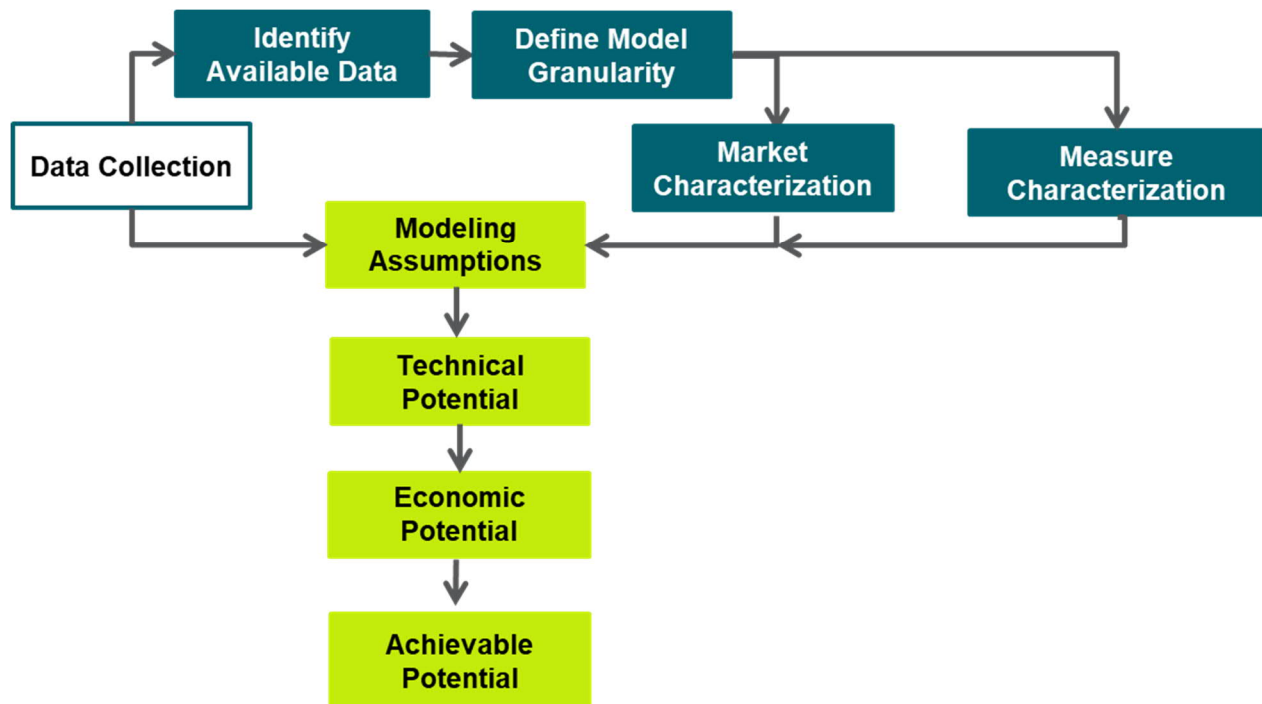 Identify
Available Data
Define Model
Granularity
Data Collection
Market
Characterization
Measure
Characterization
Modeling
Assumptions
Technical
Potential
Economic
Potential
Achievable
Potential